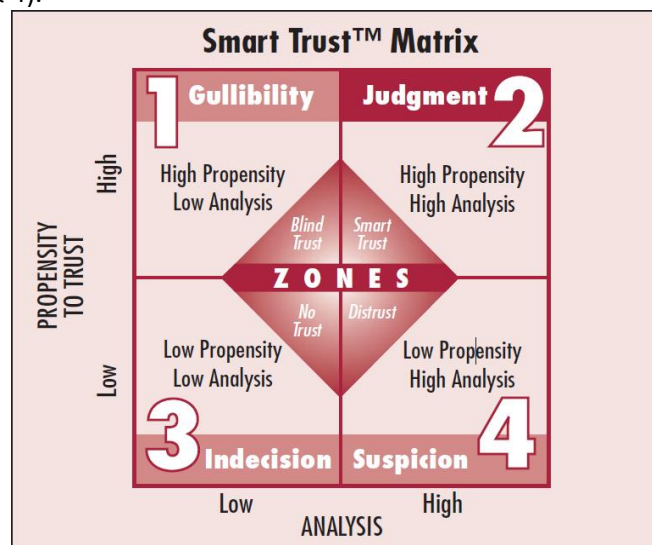 Smart Trust™ Matrix
1 Gullibility
Judgment 2
High Propensity
Low Analysis
High Propensity
High Analysis
Blind
Trust
Smart
Trust
ZONES
No
Trust
Distrust
Low Propensity
Low Analysis
Low Propensity
High Analysis
3 Indecision
Suspicion 4
PROPENSITY
TO TRUST
High
Low
Low
High
ANALYSIS